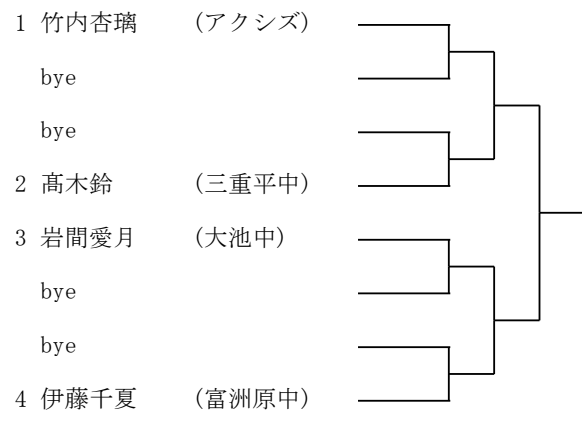 1 竹内杏璃 (アクシズ)
bye
bye
2 髙木鈴 (三重平中)
3 岩間愛月 (大池中)
bye
bye
4 伊藤千夏 (富洲原中)